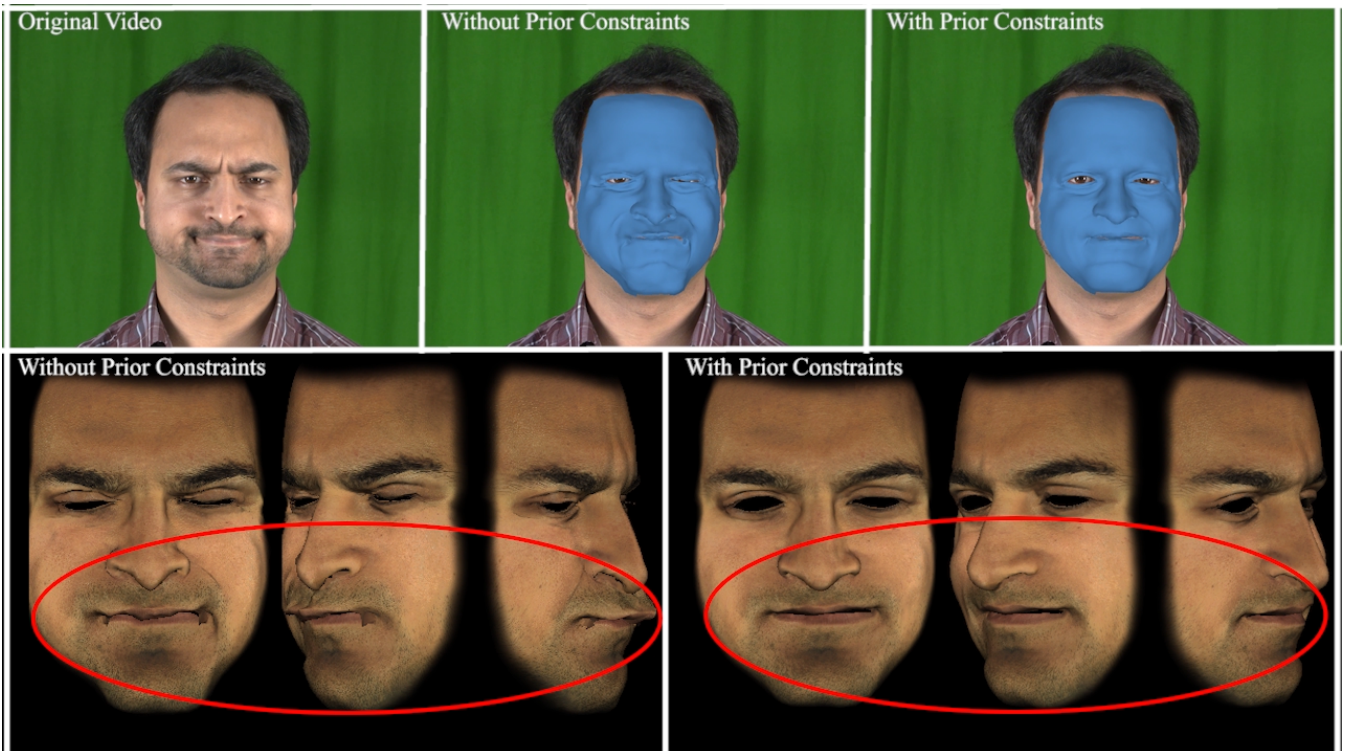 Original Video
Without Prior Constraints
With Prior Constraints
Without Prior Constraints
With Prior Constraints